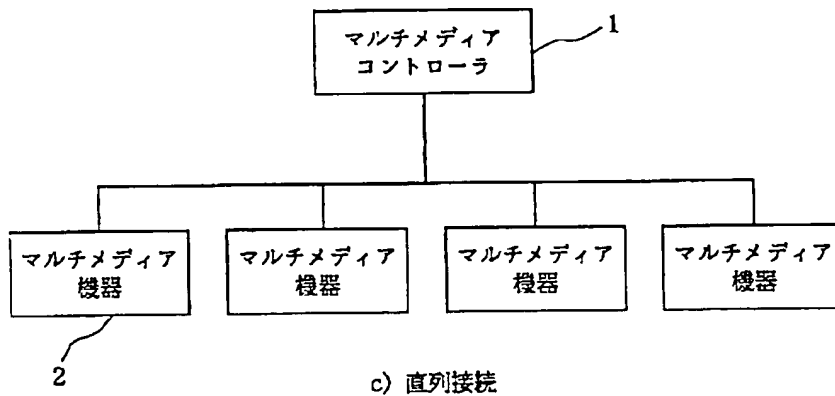 マルチメディア
コントローラ
1
マルチメディア
機器
マルチメディア
機器
マルチメディア
機器
マルチメディア
機器
2
c) 直列接続